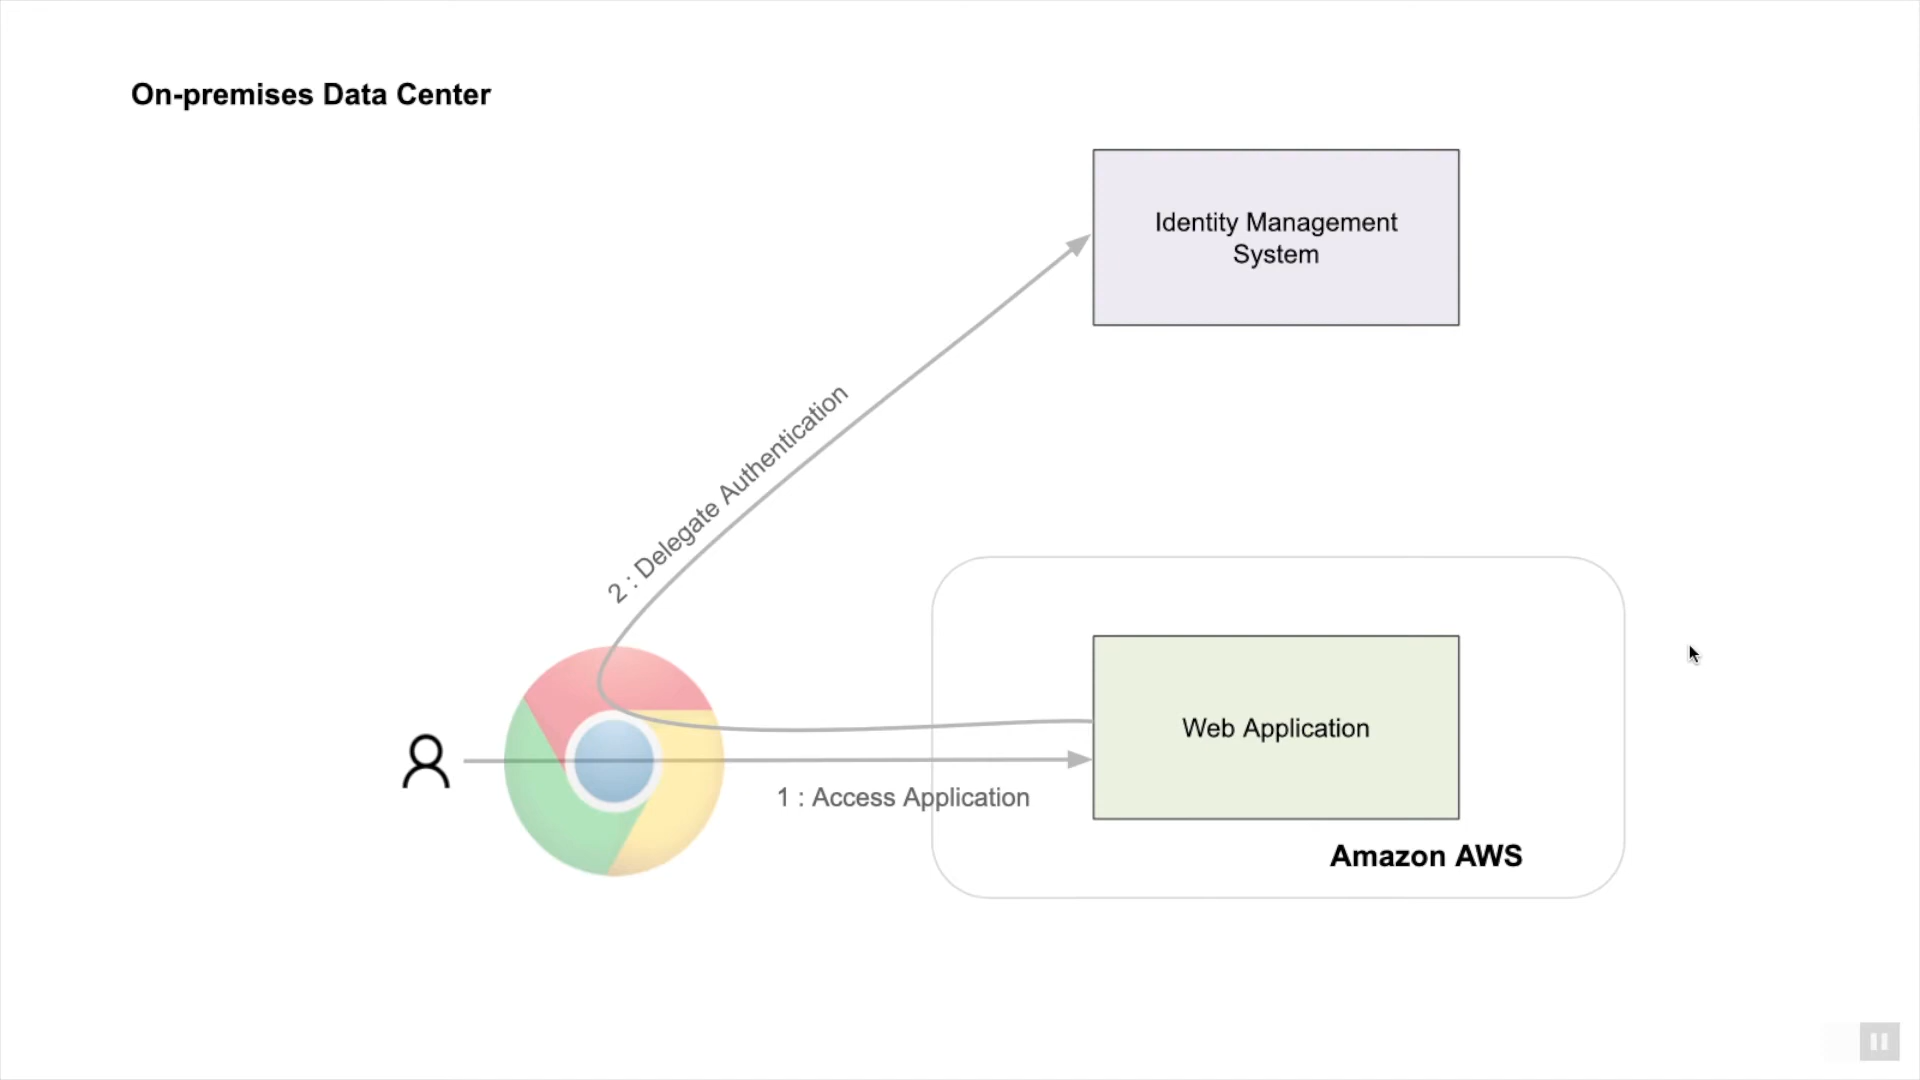 On-premises Data Center
Identity Management
System
2 : Delegate Authentication
Web Application
1 : Access Application
Amazon AWS